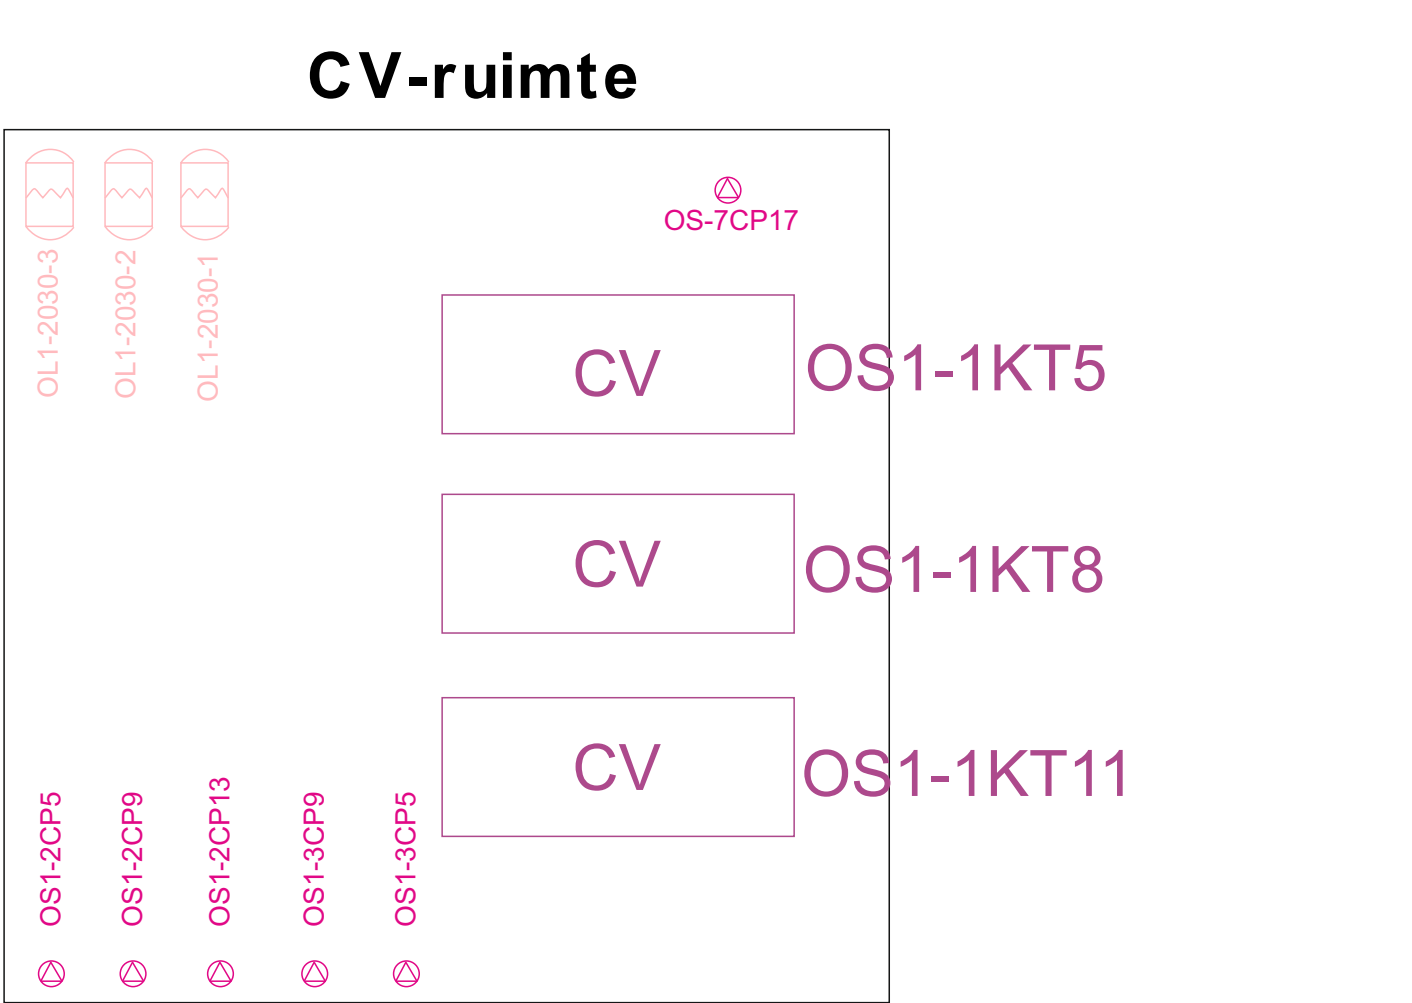 CV-ruimte
OL1-2030-3
OL1-2030-2
OL1-2030-1
OS-7CP17
CV
OS1-1KT5
CV
OS1-1KT8
CV
OS1-1KT11
OS1-2CP5
OS1-2CP9
OS1-2CP13
OS1-3CP9
OS1-3CP5